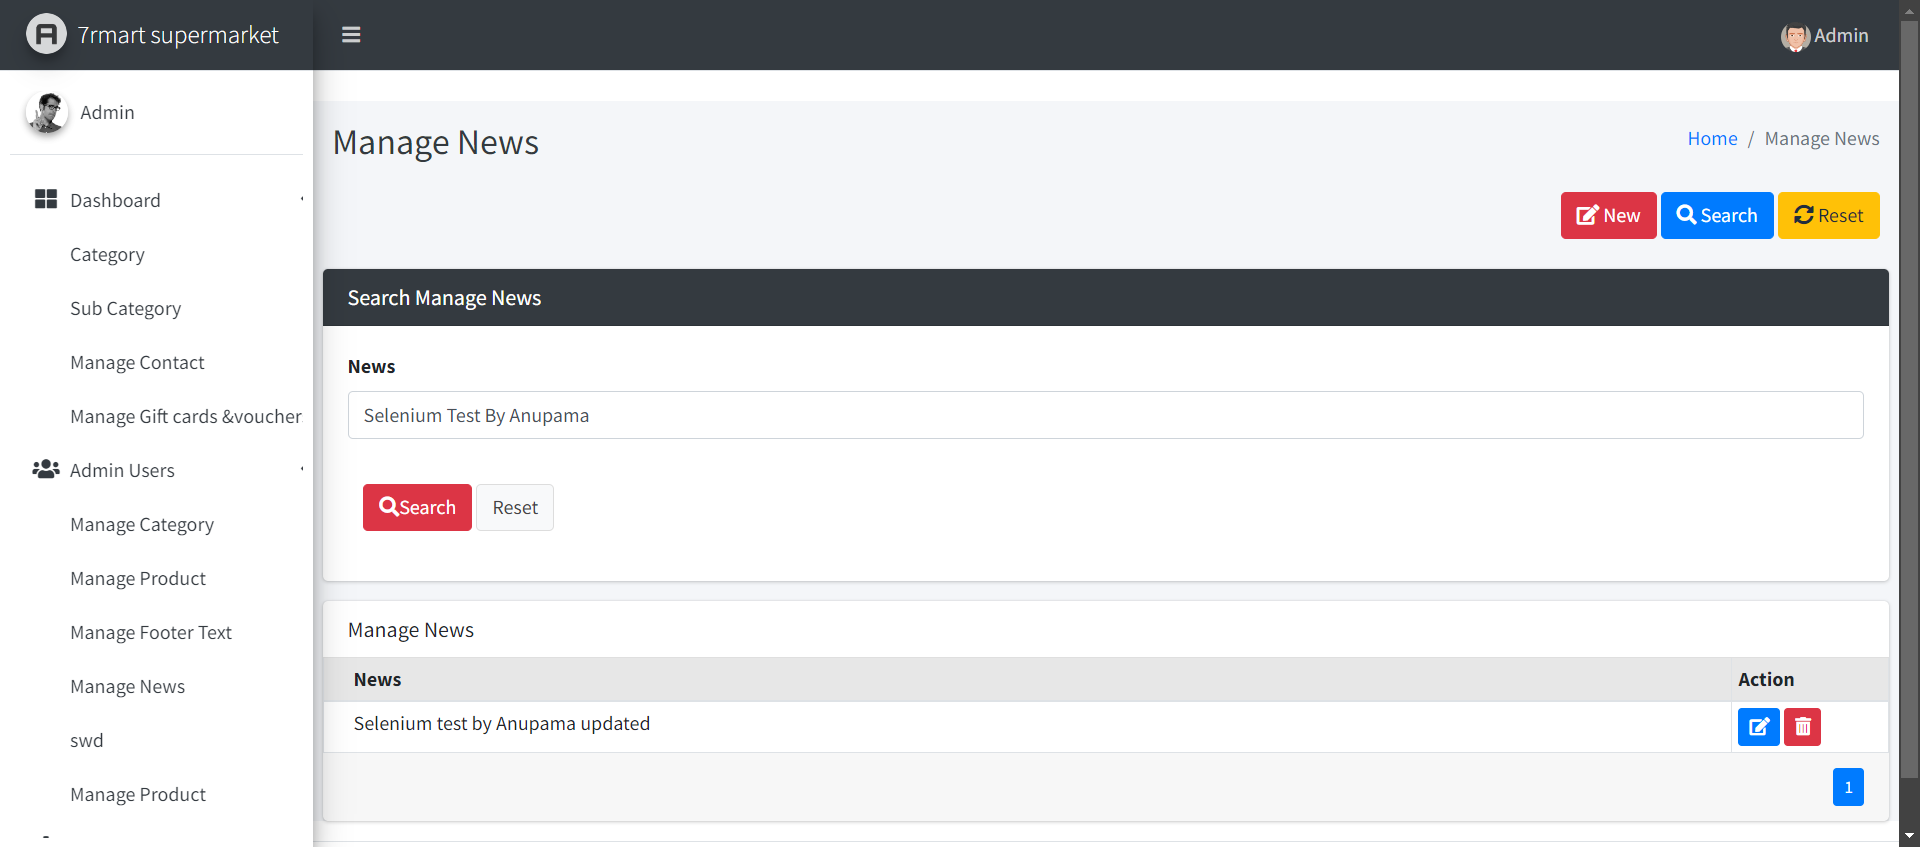 7rmart supermarket
Admin
Admin
Dashboard
Category
Sub Category
Manage Contact
Manage Gift cards &voucher
Admin Users
Manage Category
Manage Product
Manage Footer Text
Manage News
swd
Manage Product
Manage News
Home / Manage News
New Search Reset
Search Manage News
News
Selenium Test By Anupama
Search Reset
Manage News
News Action
Selenium test by Anupama updated
1